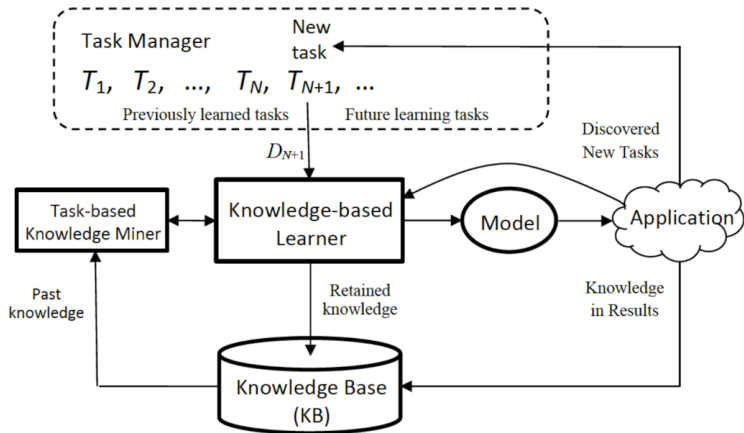 Task Manager
New
task
T1, T2, ..., TN, TN+1, ...
Previously learned tasks
Future learning tasks
DN+1
Discovered
New Tasks
Task-based
Knowledge Miner
Knowledge-based
Learner
Model
Application
Past
knowledge
Retained
knowledge
Knowledge
in Results
Knowledge Base
(KB)